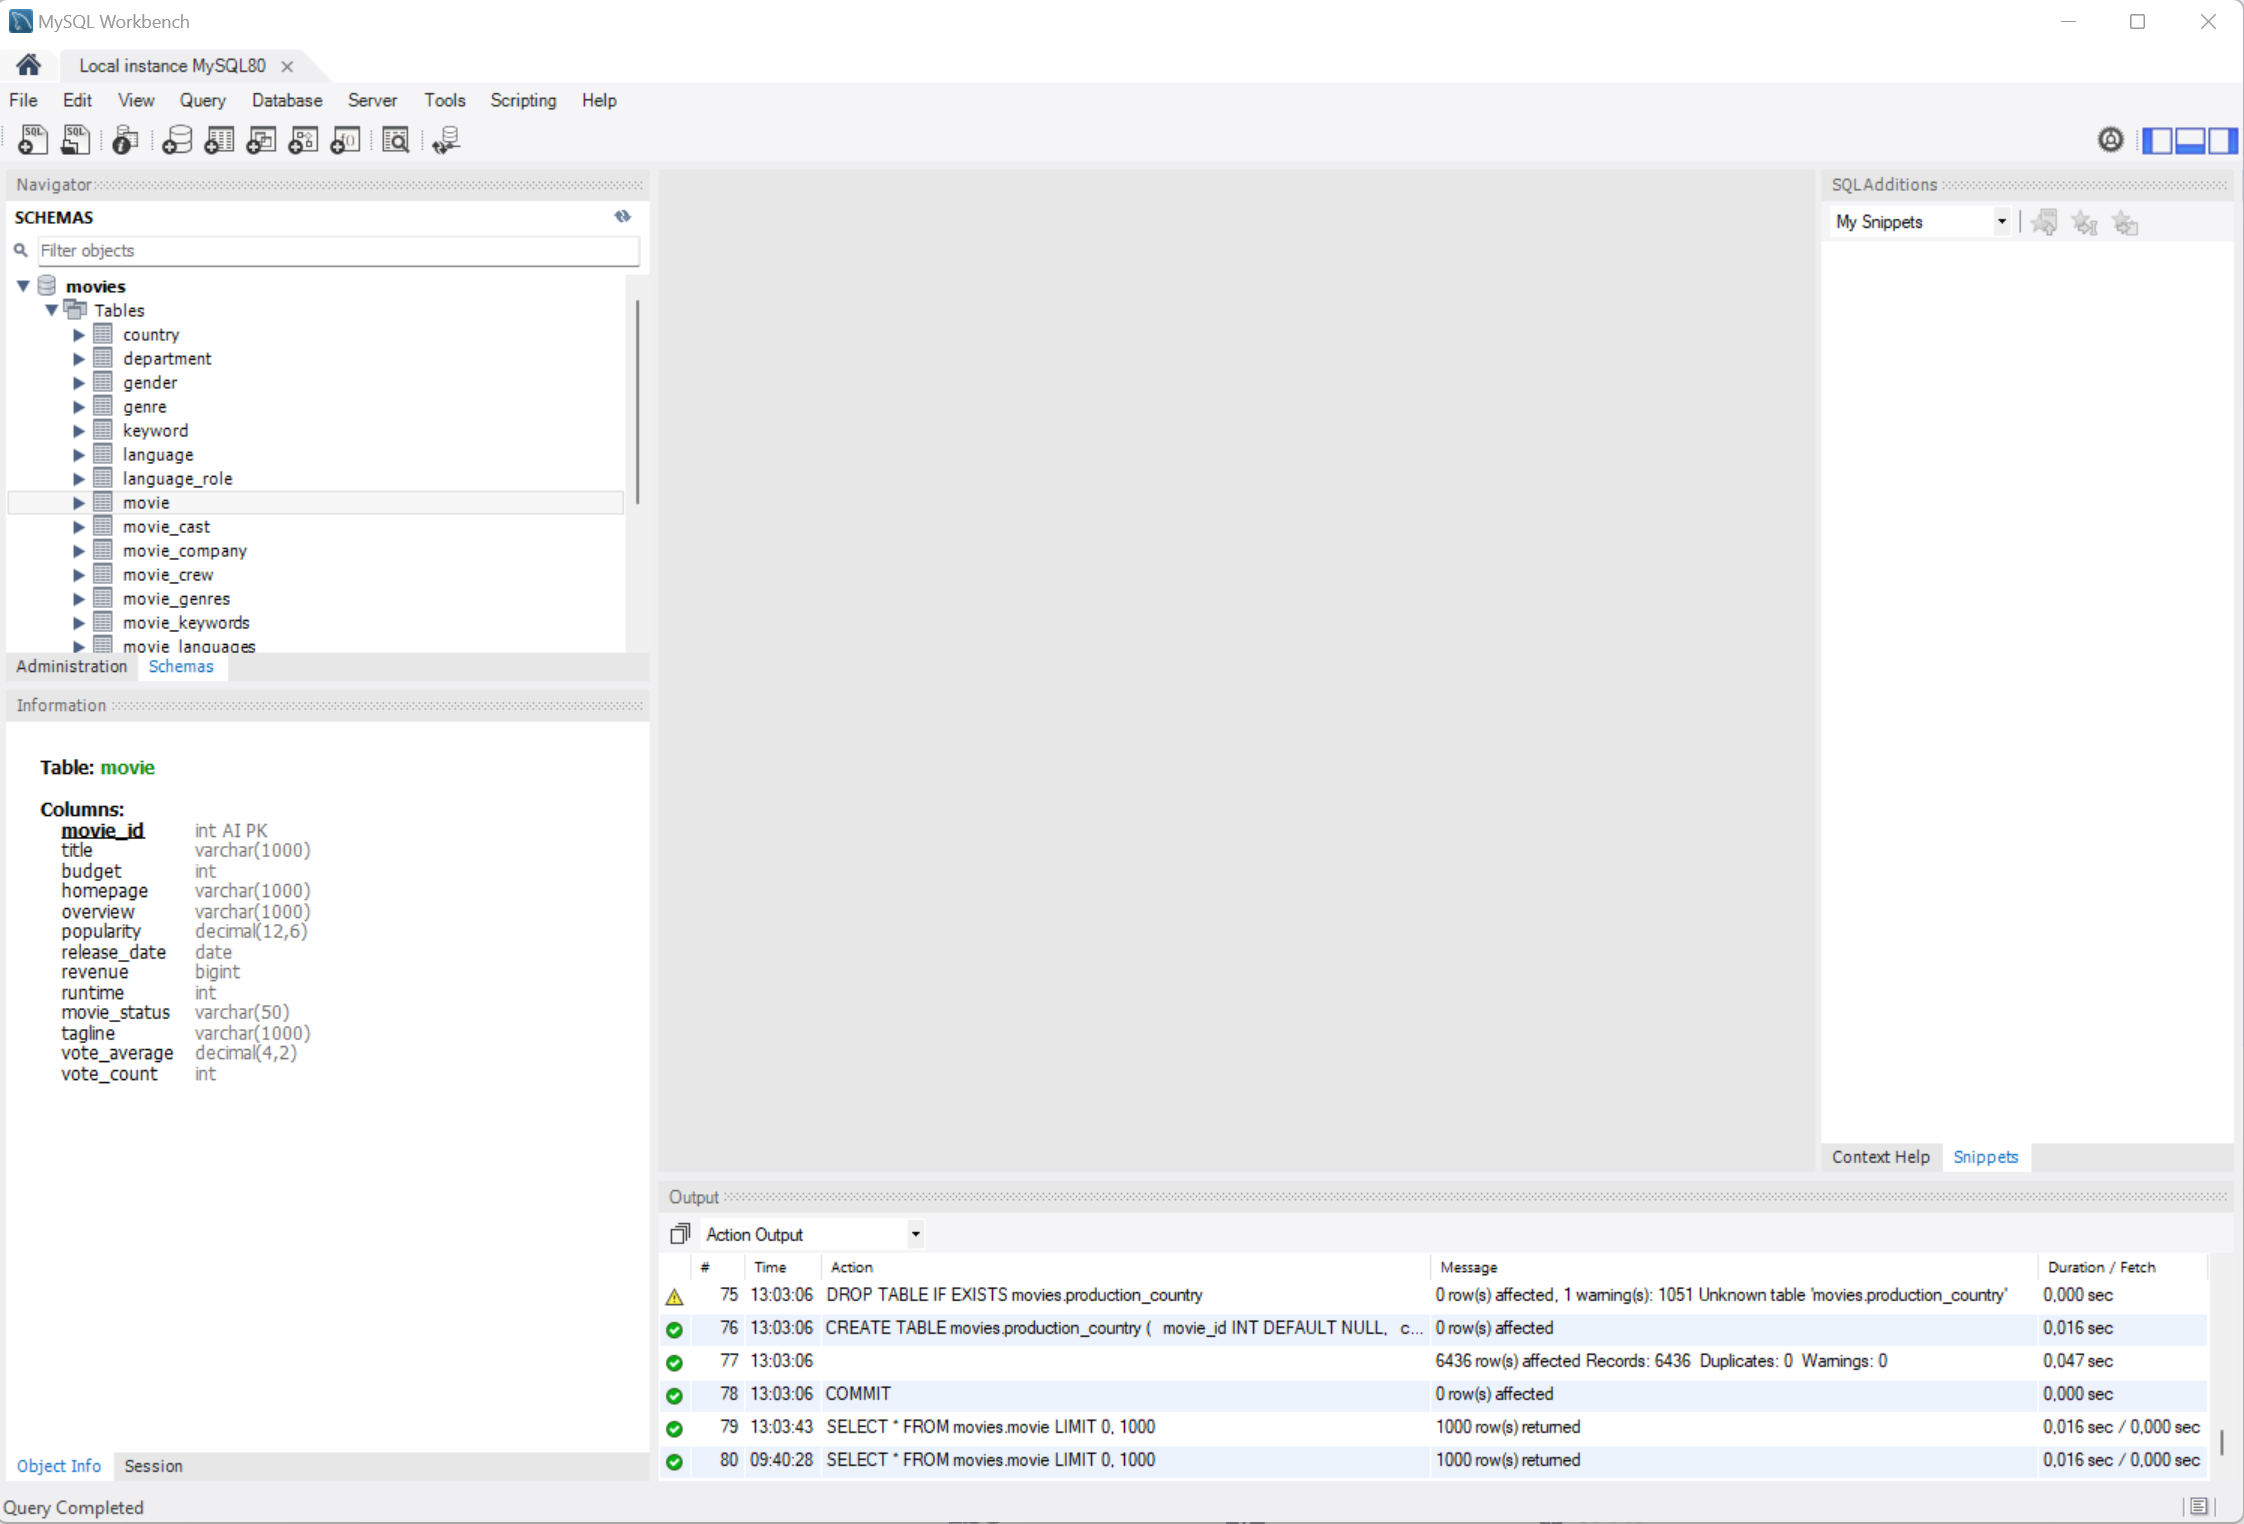 MySQL Workbench
Local instance MySQL80
File Edit View Query Database Server Tools Scripting Help
Navigator
SCHEMAS
Filter objects
movies
Tables
country
department
gender
genre
keyword
language
language_role
movie
movie_cast
movie_company
movie_crew
movie_genres
movie_keywords
movie_languages
Administration Schemas
Information
Table: movie
Columns:
movie_id int AI PK
title varchar(1000)
budget int
homepage varchar(1000)
overview varchar(1000)
popularity decimal(12,6)
release_date date
revenue bigint
runtime int
movie_status varchar(50)
tagline varchar(1000)
vote_average decimal(4,2)
vote_count int
Object Info Session
Query Completed
SQLAdditions
My Snippets
Context Help Snippets
Output
Action Output
# Time Action Message Duration / Fetch
75 13:03:06 DROP TABLE IF EXISTS movies.production_country 0 row(s) affected, 1 warning(s): 1051 Unknown table 'movies.production_country' 0,000 sec
76 13:03:06 CREATE TABLE movies.production_country ( movie_id INT DEFAULT NULL, c... 0 row(s) affected 0,016 sec
77 13:03:06 6436 row(s) affected Records: 6436 Duplicates: 0 Warnings: 0 0,047 sec
78 13:03:06 COMMIT 0 row(s) affected 0,000 sec
79 13:03:43 SELECT * FROM movies.movie LIMIT 0, 1000 1000 row(s) returned 0,016 sec / 0,000 sec
80 09:40:28 SELECT * FROM movies.movie LIMIT 0, 1000 1000 row(s) returned 0,016 sec / 0,000 sec